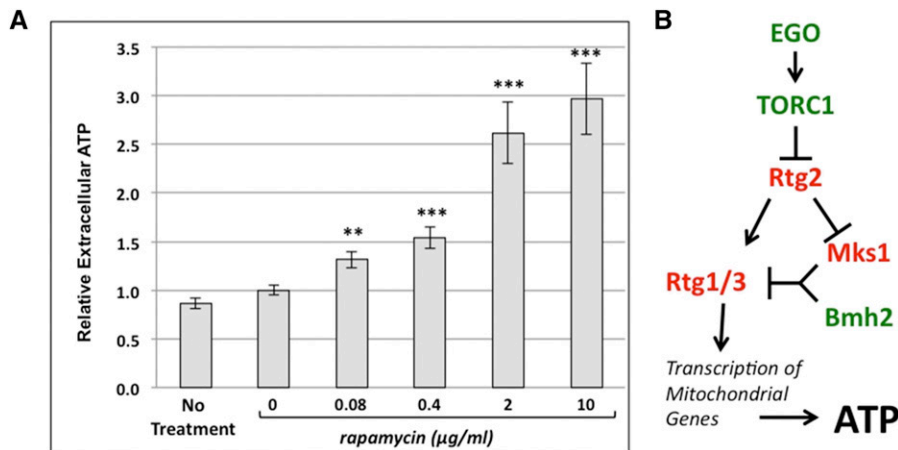 A
Relative Extracellular ATP
3.5
3.0
2.5
2.0
1.5
1.0
0.5
0.0
**
***
***
***
No Treatment
0 0.08 0.4 2 10
rapamycin (µg/ml)
B
EGO
TORC1
Rtg2
Mks1
Rtg1/3
Bmh2
Transcription of
Mitochondrial
Genes
ATP